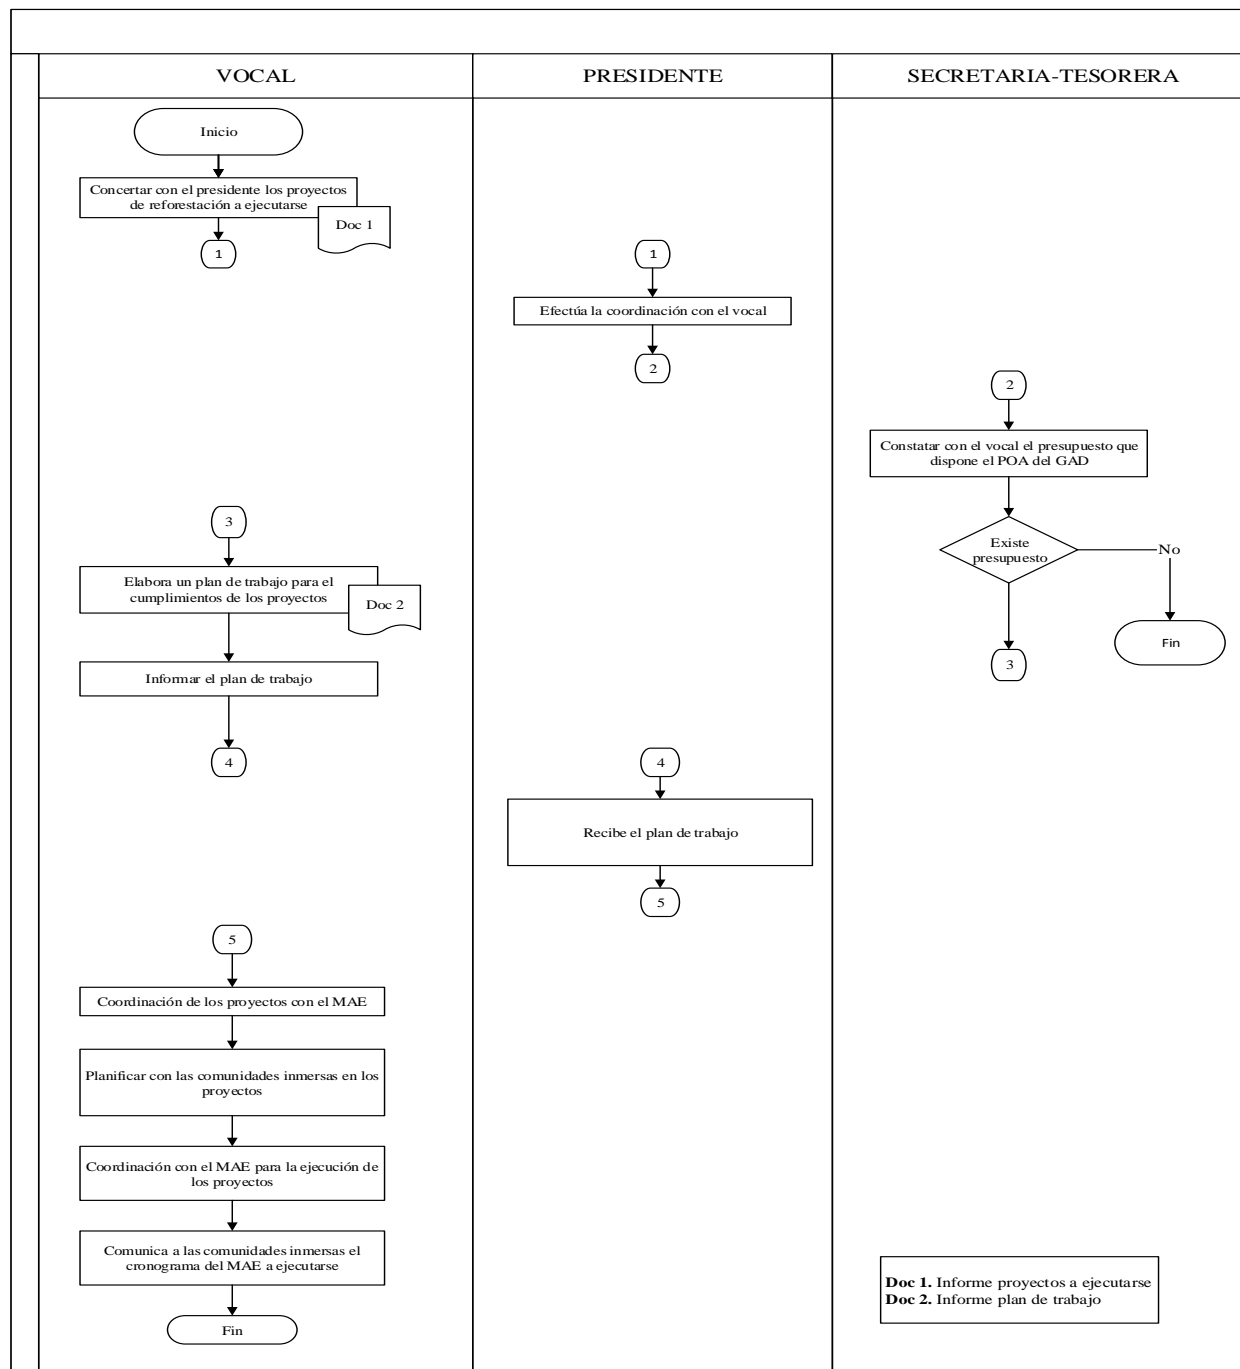 VOCAL
PRESIDENTE
SECRETARIA-TESORERA
Inicio
Concertar con el presidente los proyectos
de reforestación a ejecutarse
Doc 1
1
1
Efectúa la coordinación con el vocal
2
2
Constatar con el vocal el presupuesto que
dispone el POA del GAD
Existe
presupuesto
No
Fin
3
3
Elabora un plan de trabajo para el
cumplimientos de los proyectos
Doc 2
Informar el plan de trabajo
4
4
Recibe el plan de trabajo
5
5
Coordinación de los proyectos con el MAE
Planificar con las comunidades inmersas en los
proyectos
Coordinación con el MAE para la ejecución de
los proyectos
Comunica a las comunidades inmersas el
cronograma del MAE a ejecutarse
Fin
Doc 1. Informe proyectos a ejecutarse
Doc 2. Informe plan de trabajo